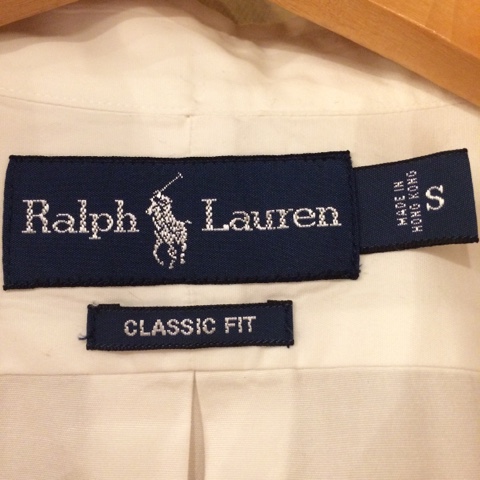 Ralph Lauren
MADE IN
HONG KONG
S
CLASSIC FIT